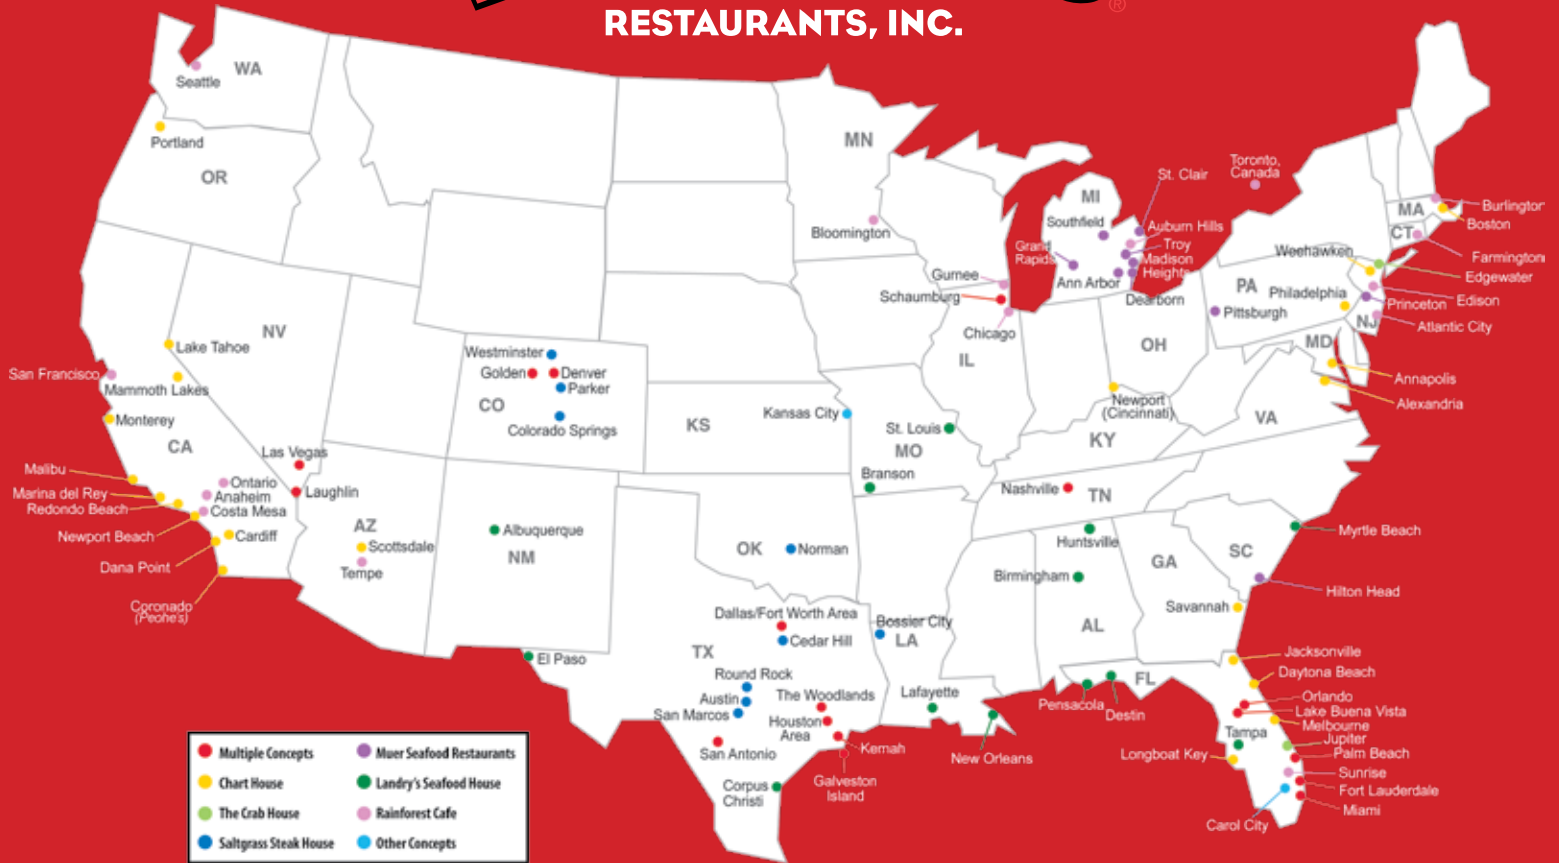 RESTAURANTS, INC.
®
WA
Seattle
Portland
OR
MN
Bloomington
MI
St. Clair
Southfield
Auburn Hills
Grand
Rapids
Troy
Madison
Heights
Ann Arbor
Dearborn
Toronto,
Canada
MA
Burlington
Boston
CT
Farmington
Weehawken
Edgewater
PA
Philadelphia
Edison
Princeton
Pittsburgh
NJ
Atlantic City
MD
Annapolis
Alexandria
Gurnee
Schaumburg
Chicago
IL
OH
Newport
(Cincinnati)
KY
VA
NV
Lake Tahoe
San Francisco
Mammoth Lakes
Monterey
CA
Westminster
Golden
Denver
Parker
CO
Colorado Springs
KS
Kansas City
St. Louis
MO
Branson
Las Vegas
Laughlin
Malibu
Marina del Rey
Redondo Beach
Ontario
Anaheim
Costa Mesa
Newport Beach
Cardiff
Dana Point
Coronado
(Peohe's)
AZ
Scottsdale
Tempe
Albuquerque
NM
OK
Norman
Nashville
TN
Huntsville
Birmingham
AL
GA
SC
Myrtle Beach
Hilton Head
Savannah
Dallas/Fort Worth Area
Cedar Hill
Bossier City
LA
TX
El Paso
Round Rock
Austin
San Marcos
The Woodlands
Houston
Area
San Antonio
Kemah
Galveston
Island
Corpus
Christi
Lafayette
New Orleans
Pensacola
Destin
FL
Jacksonville
Daytona Beach
Orlando
Lake Buena Vista
Melbourne
Tampa
Jupiter
Longboat Key
Palm Beach
Sunrise
Fort Lauderdale
Miami
Carol City
Multiple Concepts
Muer Seafood Restaurants
Chart House
Landry's Seafood House
The Crab House
Rainforest Cafe
Saltgrass Steak House
Other Concepts